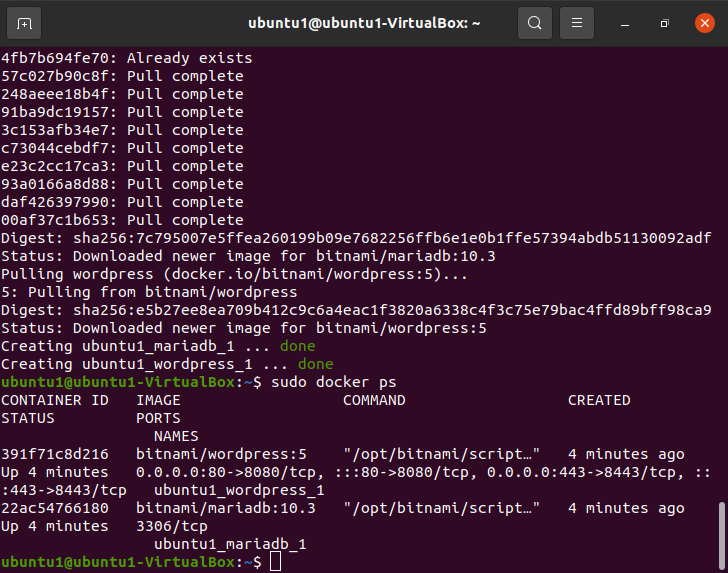 ubuntu1@ubuntu1-VirtualBox: ~
4fb7b694fe70: Already exists
57c027b90c8f: Pull complete
248aeee18b4f: Pull complete
91ba9dc19157: Pull complete
3c153afb34e7: Pull complete
c73044cebdf7: Pull complete
e23c2cc17ca3: Pull complete
93a0166a8d88: Pull complete
daf426397990: Pull complete
00af37c1b653: Pull complete
Digest: sha256:7c795007e5ffea260199b09e7682256ffb6e1e0b1ffe57394abdb51130092adf
Status: Downloaded newer image for bitnami/mariadb:10.3
Pulling wordpress (docker.io/bitnami/wordpress:5)...
5: Pulling from bitnami/wordpress
Digest: sha256:e5b27ee8ea709b412c9c6a4eac1f3820a6338c4f3c75e79bac4ffd89bff98ca9
Status: Downloaded newer image for bitnami/wordpress:5
Creating ubuntu1_mariadb_1 ... done
Creating ubuntu1_wordpress_1 ... done
ubuntu1@ubuntu1-VirtualBox:~$ sudo docker ps
CONTAINER ID   IMAGE                    COMMAND                  CREATED
STATUS         PORTS
                 NAMES
391f71c8d216   bitnami/wordpress:5    "/opt/bitnami/script…"   4 minutes ago
Up 4 minutes   0.0.0.0:80->8080/tcp, :::80->8080/tcp, 0.0.0.0:443->8443/tcp, ::
:443->8443/tcp   ubuntu1_wordpress_1
22ac54766180   bitnami/mariadb:10.3   "/opt/bitnami/script…"   4 minutes ago
Up 4 minutes   3306/tcp
                 ubuntu1_mariadb_1
ubuntu1@ubuntu1-VirtualBox:~$